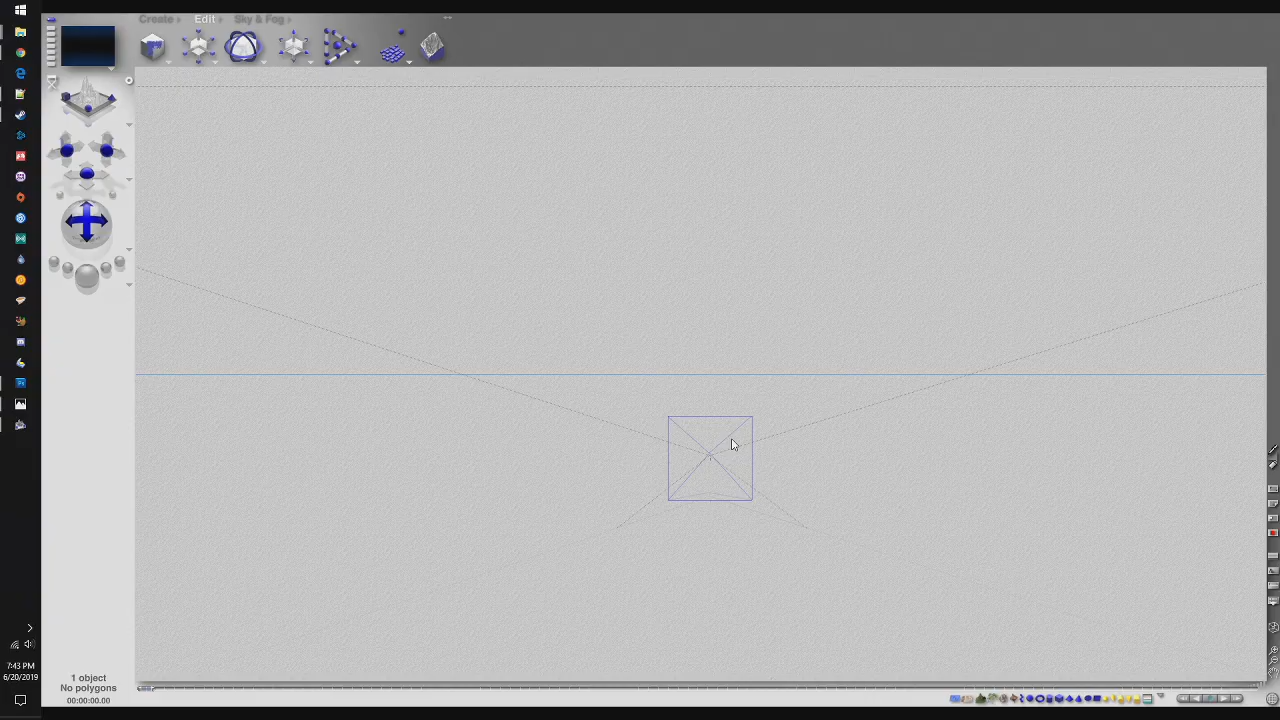 Create
Edit
Sky & Fog
1 object
No polygons
00:00:00.00
7:43 PM
6/20/2019